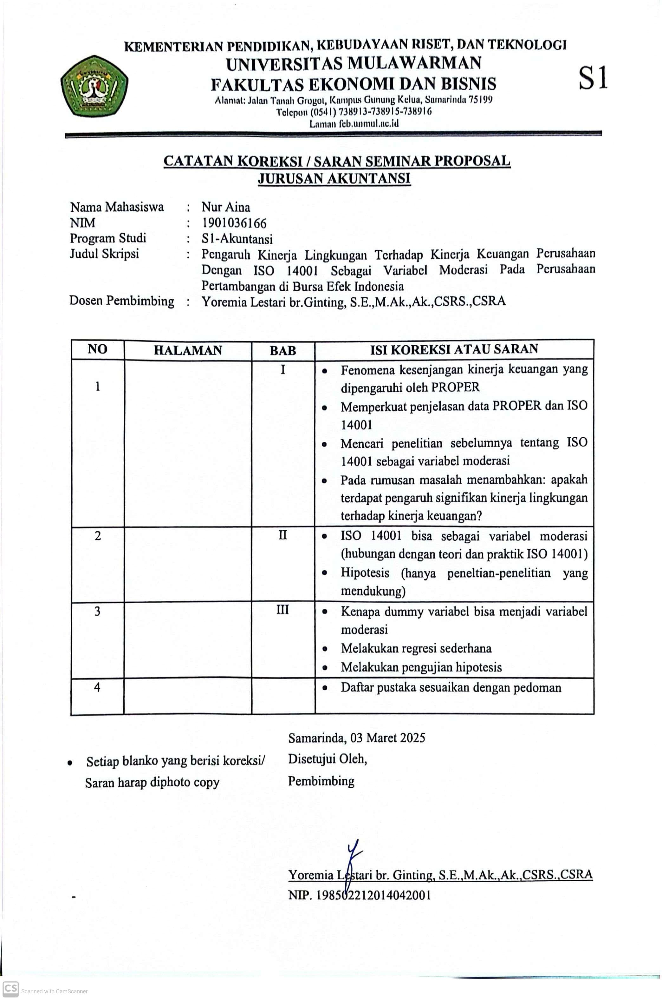 KEMENTERIAN PENDIDIKAN, KEBUDAYAAN RISET, DAN TEKNOLOGI
UNIVERSITAS MULAWARMAN
FAKULTAS EKONOMI DAN BISNIS
S1
Alamat: Jalan Tanah Grogot, Kampus Gunung Kelua, Samarinda 75199
Telepon (0541) 738913-738915-738916
Laman feb.unmul.ac.id
CATATAN KOREKSI / SARAN SEMINAR PROPOSAL
JURUSAN AKUNTANSI
Nama Mahasiswa : Nur Aina
NIM : 1901036166
Program Studi : S1-Akuntansi
Judul Skripsi : Pengaruh Kinerja Lingkungan Terhadap Kinerja Keuangan Perusahaan
Dengan ISO 14001 Sebagai Variabel Moderasi Pada Perusahaan
Pertambangan di Bursa Efek Indonesia
Dosen Pembimbing : Yoremia Lestari br.Ginting, S.E.,M.Ak.,Ak.,CSRS.,CSRA
NO HALAMAN BAB ISI KOREKSI ATAU SARAN
1 I • Fenomena kesenjangan kinerja keuangan yang
dipengaruhi oleh PROPER
• Memperkuat penjelasan data PROPER dan ISO
14001
• Mencari penelitian sebelumnya tentang ISO
14001 sebagai variabel moderasi
• Pada rumusan masalah menambahkan: apakah
terdapat pengaruh signifikan kinerja lingkungan
terhadap kinerja keuangan?
2 II • ISO 14001 bisa sebagai variabel moderasi
(hubungan dengan teori dan praktik ISO 14001)
• Hipotesis (hanya peneltian-penelitian yang
mendukung)
3 III • Kenapa dummy variabel bisa menjadi variabel
moderasi
• Melakukan regresi sederhana
• Melakukan pengujian hipotesis
4 • Daftar pustaka sesuaikan dengan pedoman
Samarinda, 03 Maret 2025
• Setiap blanko yang berisi koreksi/
Saran harap diphoto copy
Disetujui Oleh,
Pembimbing
Yoremia Lestari br. Ginting, S.E.,M.Ak.,Ak.,CSRS.,CSRA
NIP. 198502212014042001
-
CS Scanned with CamScanner